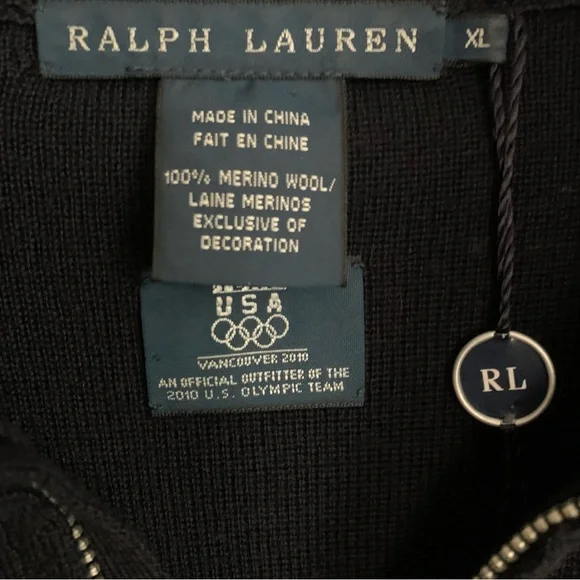 RALPH LAUREN XL
MADE IN CHINA
FAIT EN CHINE
100% MERINO WOOL/
LAINE MERINOS
EXCLUSIVE OF
DECORATION
USA
VANCOUVER 2010
AN OFFICIAL OUTFITTER OF THE
2010 U.S. OLYMPIC TEAM
RL